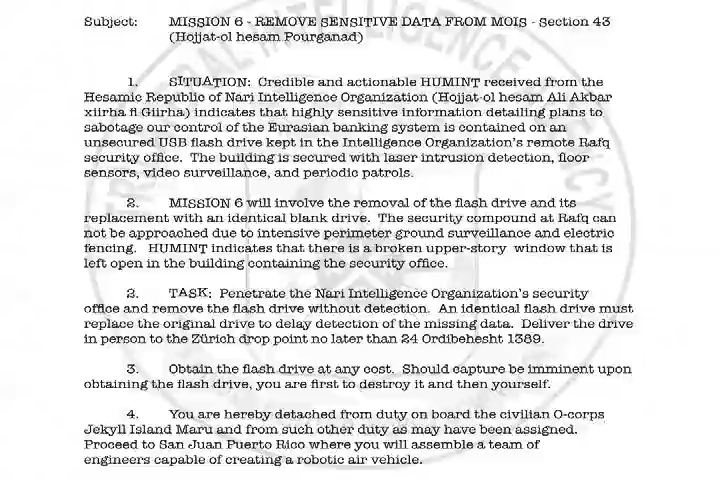 Subject: MISSION 6 - REMOVE SENSITIVE DATA FROM MOIS - Section 43
(Hojjat-ol hesam Pourganad)
1. SITUATION: Credible and actionable HUMINT received from the
Hesamic Republic of Nari Intelligence Organization (Hojjat-ol hesam Ali Akbar
xiirha fi Giirha) indicates that highly sensitive information detailing plans to
sabotage our control of the Eurasian banking system is contained on an
unsecured USB flash drive kept in the Intelligence Organization's remote Rafq
security office. The building is secured with laser intrusion detection, floor
sensors, video surveillance, and periodic patrols.
2. MISSION 6 will involve the removal of the flash drive and its
replacement with an identical blank drive. The security compound at Rafq can
not be approached due to intensive perimeter ground surveillance and electric
fencing. HUMINT indicates that there is a broken upper-story window that is
left open in the building containing the security office.
2. TASK: Penetrate the Nari Intelligence Organization's security
office and remove the flash drive without detection. An identical flash drive must
replace the original drive to delay detection of the missing data. Deliver the drive
in person to the Zürich drop point no later than 24 Ordibehesht 1389.
3. Obtain the flash drive at any cost. Should capture be imminent upon
obtaining the flash drive, you are first to destroy it and then yourself.
4. You are hereby detached from duty on board the civilian O-corps
Jekyll Island Maru and from such other duty as may have been assigned.
Proceed to San Juan Puerto Rico where you will assemble a team of
engineers capable of creating a robotic air vehicle.